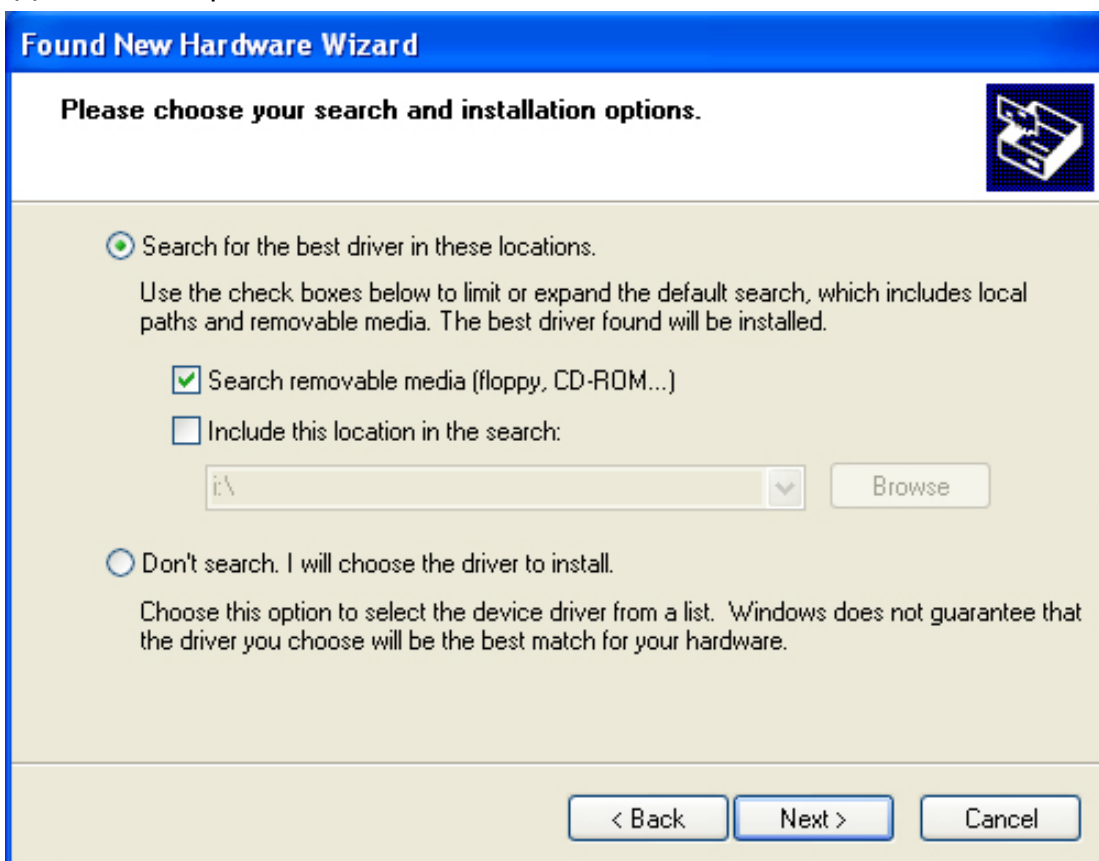 Found New Hardware Wizard
Please choose your search and installation options.
Search for the best driver in these locations.
Use the check boxes below to limit or expand the default search, which includes local
paths and removable media. The best driver found will be installed.
Search removable media (floppy, CD-ROM...)
Include this location in the search:
i:\
Browse
Don't search. I will choose the driver to install.
Choose this option to select the device driver from a list.  Windows does not guarantee that
the driver you choose will be the best match for your hardware.
< Back
Next >
Cancel